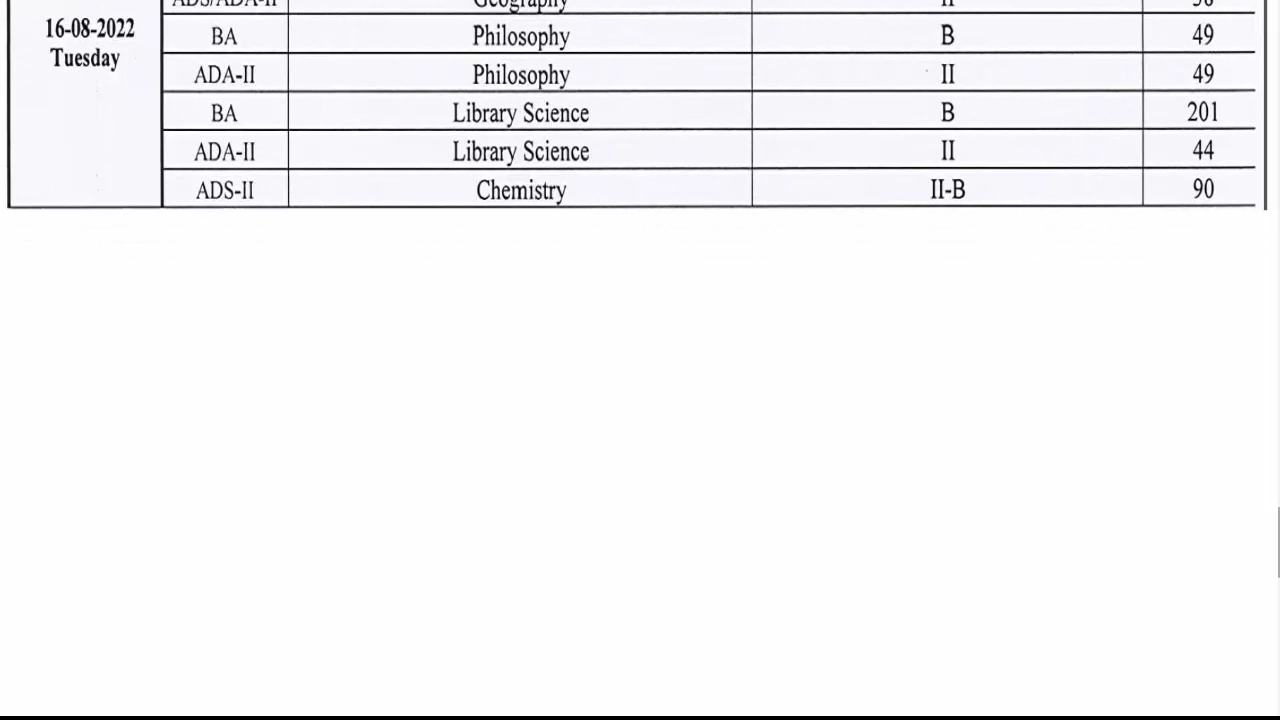 ADS/ADA-II Geography II
16-08-2022
Tuesday
BA Philosophy B 49
ADA-II Philosophy II 49
BA Library Science B 201
ADA-II Library Science II 44
ADS-II Chemistry II-B 90